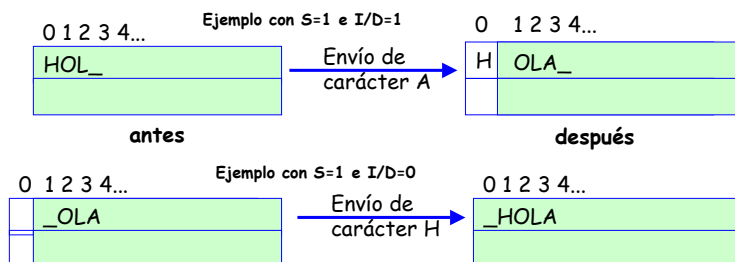 Ejemplo con S=1 e I/D=1
0 1 2 3 4...
0 1 2 3 4...
HOL_
Envío de
carácter A
H OLA_
antes
después
Ejemplo con S=1 e I/D=0
0 1 2 3 4...
0 1 2 3 4...
_OLA
Envío de
carácter H
_HOLA